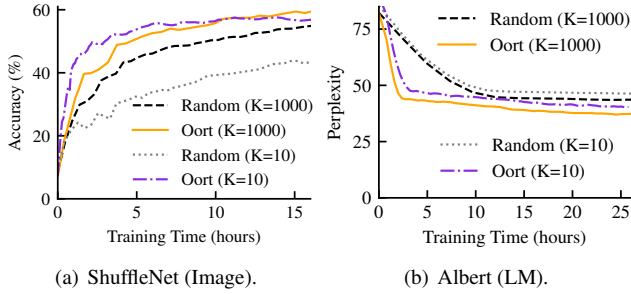 60
40
20
0
Accuracy (%)
Random (K=1000)
Oort (K=1000)
Random (K=10)
Oort (K=10)
0 5 10 15
Training Time (hours)
(a) ShuffleNet (Image).
75
50
25
0
Perplexity
Random (K=1000)
Oort (K=1000)
Random (K=10)
Oort (K=10)
0 5 10 15 20 25
Training Time (hours)
(b) Albert (LM).